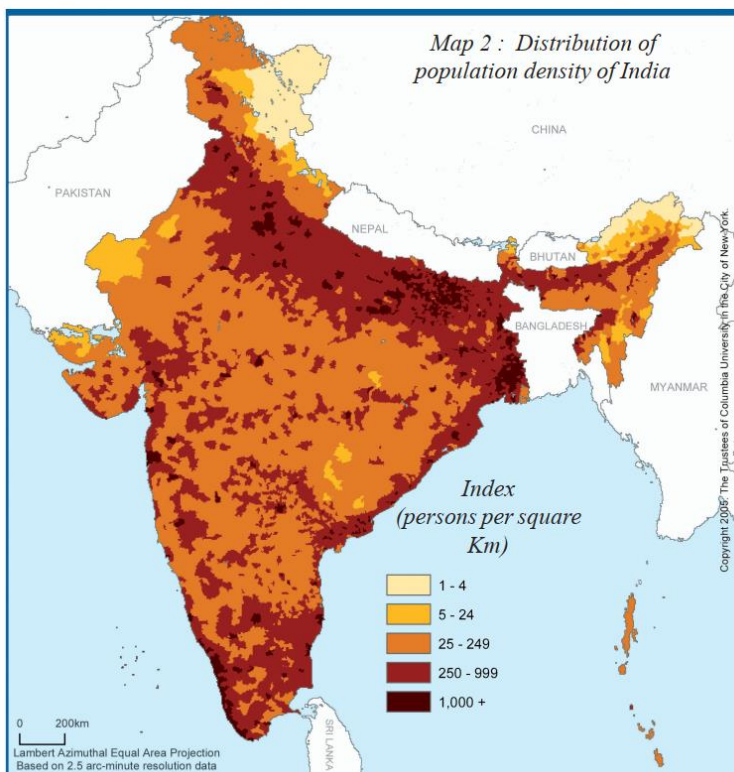 Map 2 : Distribution of
population density of India
CHINA
PAKISTAN
NEPAL
BHUTAN
BANGLADESH
MYANMAR
Index
(persons per square
Km)
1 - 4
5 - 24
25 - 249
250 - 999
1,000 +
0 200km
SRI LANKA
Lambert Azimuthal Equal Area Projection
Based on 2.5 arc-minute resolution data
Copyright 2005. The Trustees of Columbia University in the City of New York.